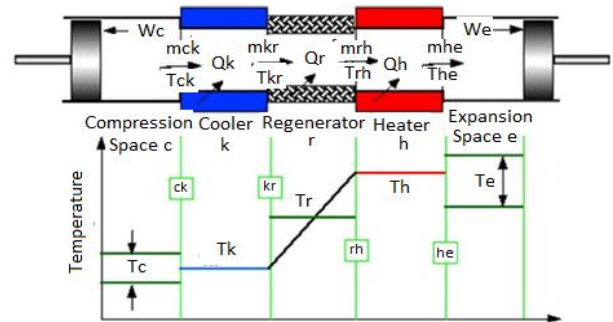 Wc
We
mck
mkr
mrh
mhe
Qk
Qr
Qh
Tck
Tkr
Trh
The
Compression
Space c
Cooler
k
Regenerator
r
Heater
h
Expansion
Space e
Temperature
ck
kr
rh
he
Tc
Tk
Tr
Th
Te